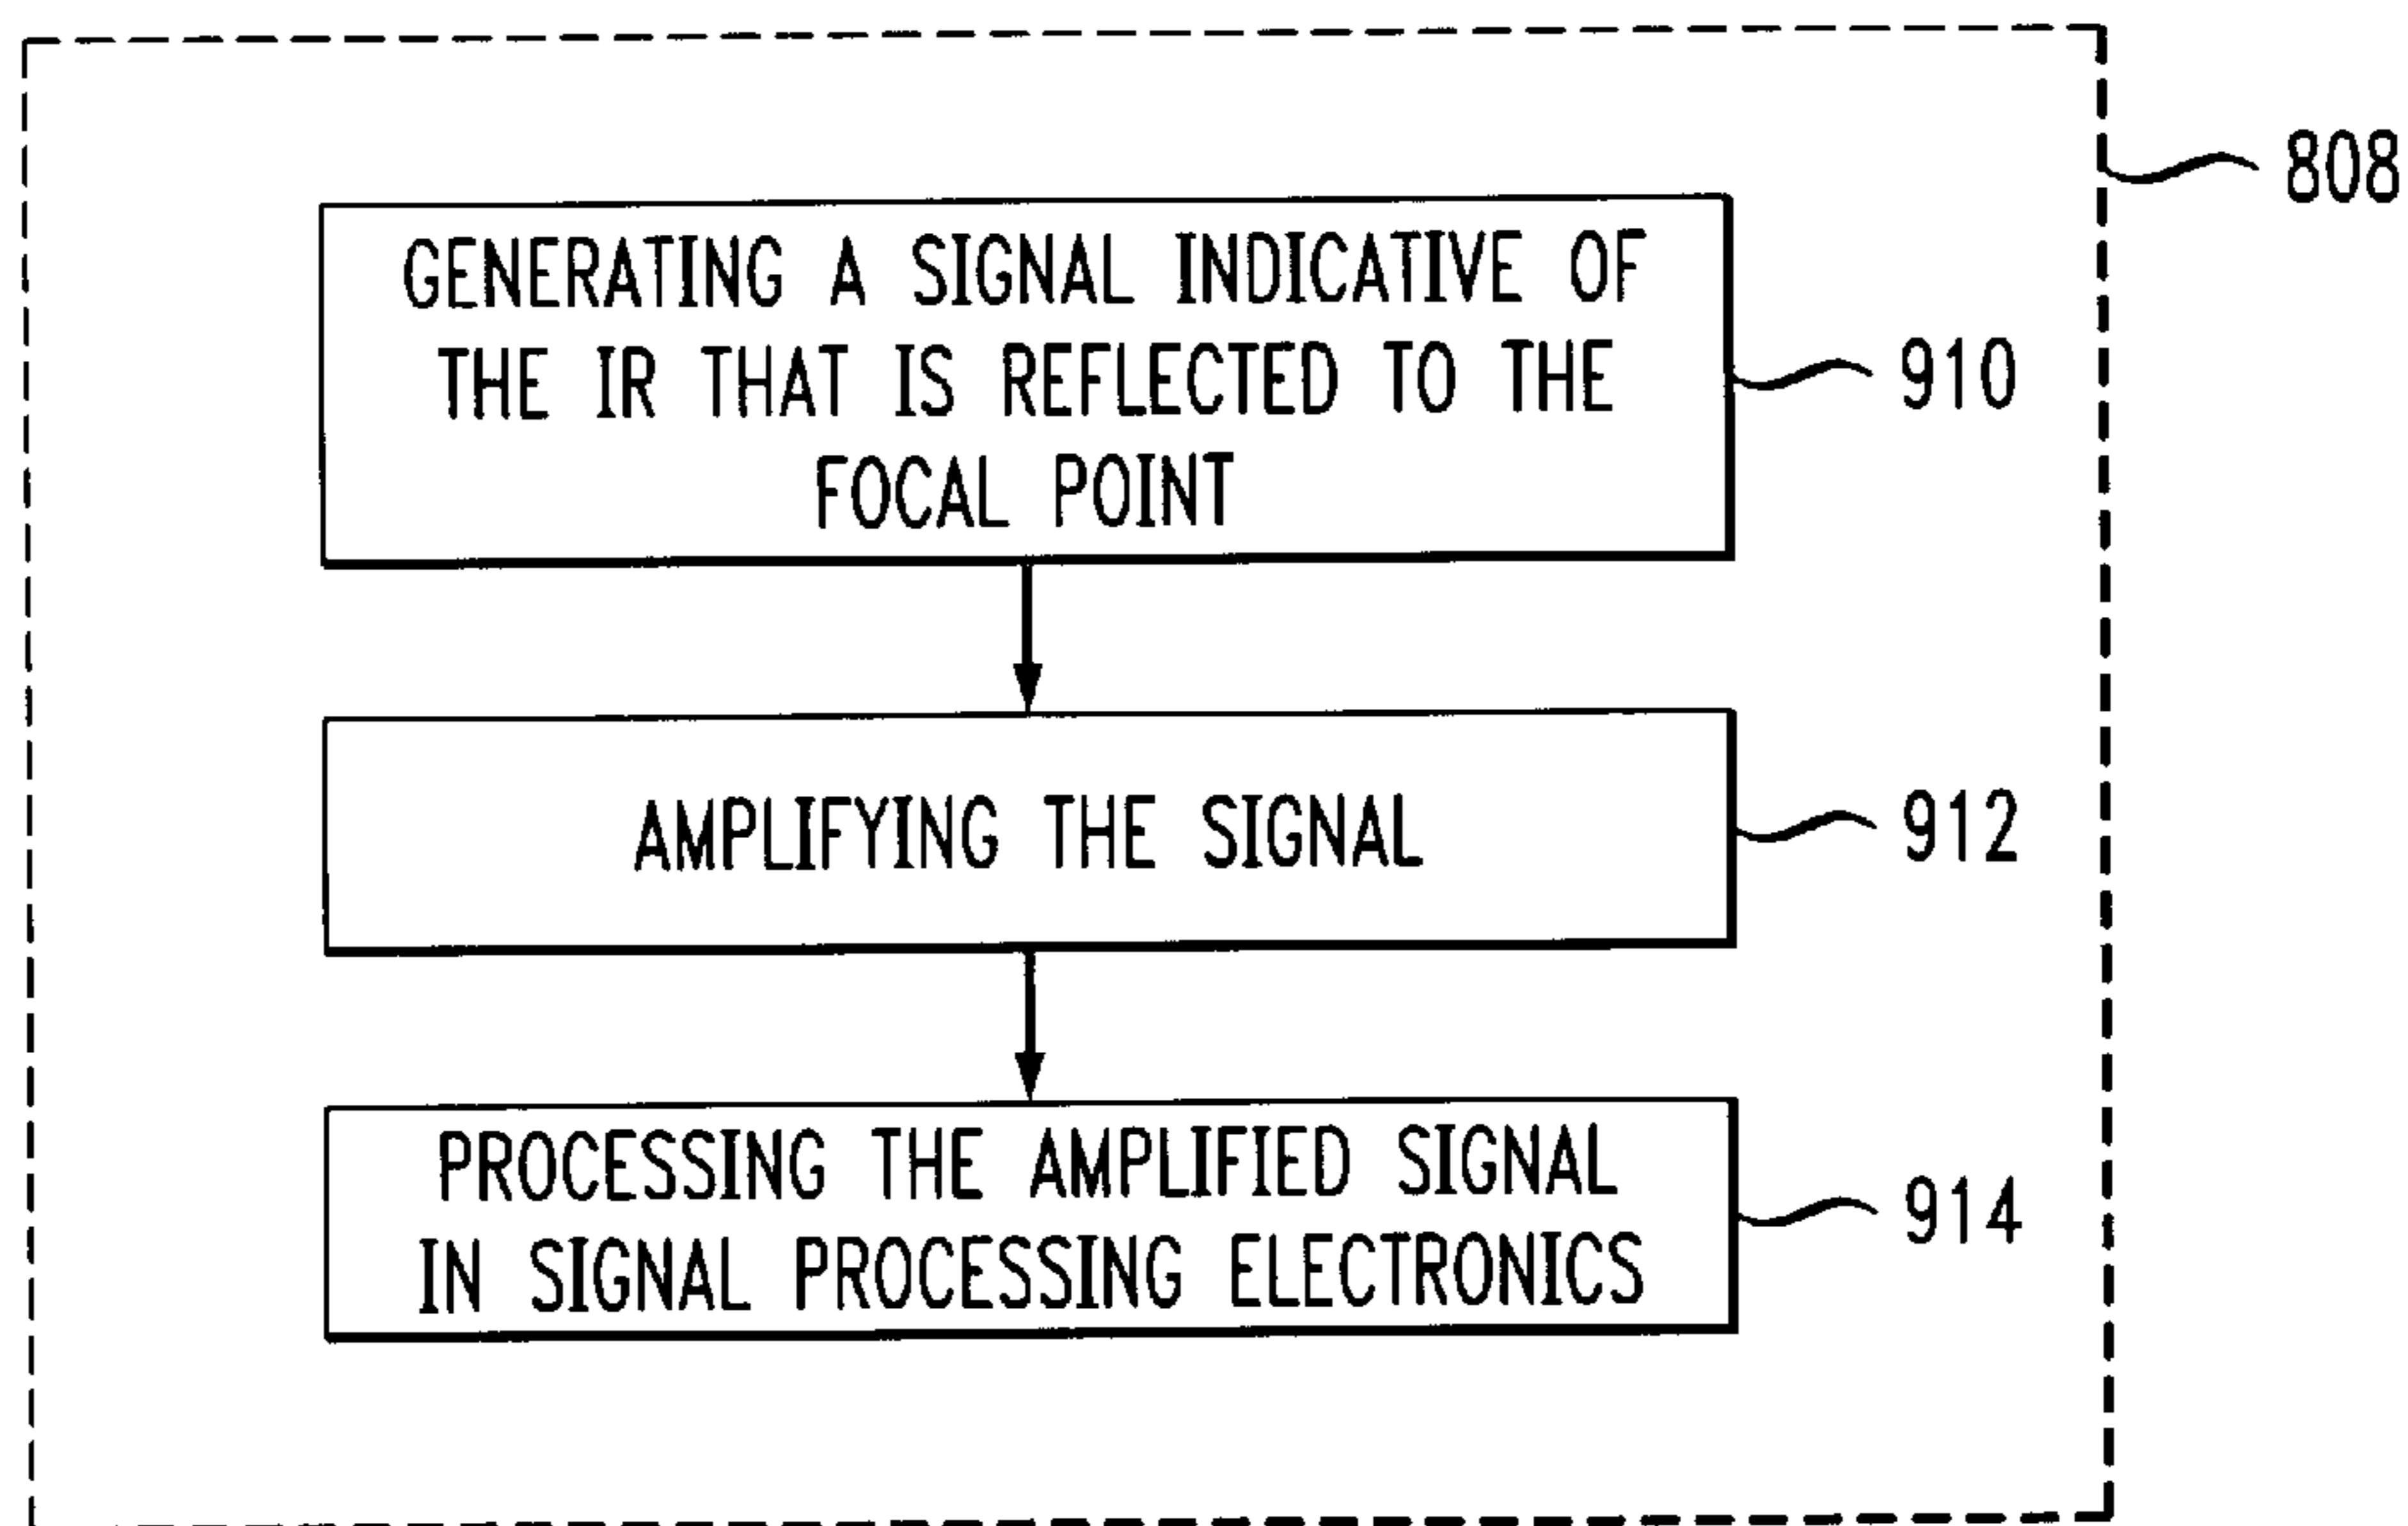 808
GENERATING A SIGNAL INDICATIVE OF
THE IR THAT IS REFLECTED TO THE
FOCAL POINT
910
AMPLIFYING THE SIGNAL
912
PROCESSING THE AMPLIFIED SIGNAL
IN SIGNAL PROCESSING ELECTRONICS
914